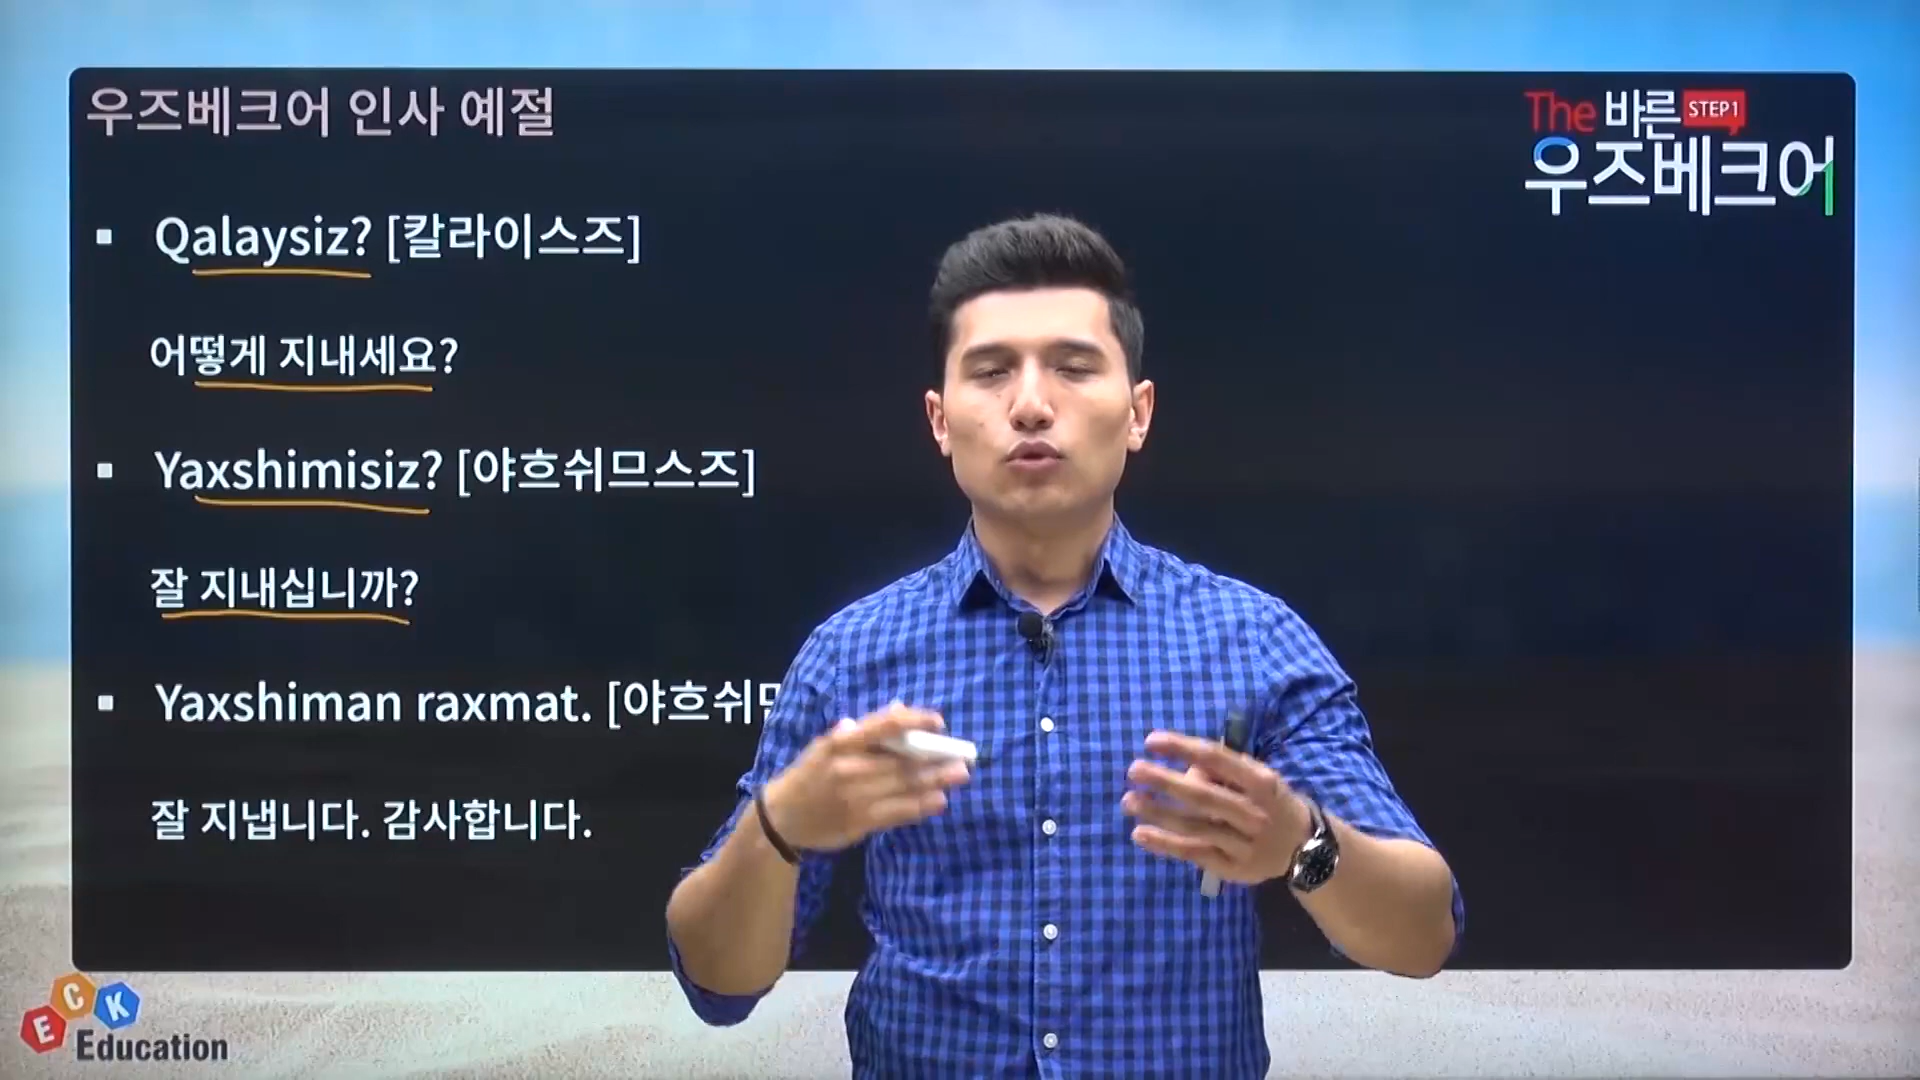 우즈베크어 인사 예절
The 바른 STEP1
우즈베크어
Qalaysiz? [칼라이스즈]
어떻게 지내세요?
Yaxshimisiz? [야흐쉬므스즈]
잘 지내십니까?
Yaxshiman raxmat. [야흐쉬
잘 지냅니다. 감사합니다.
ECK
Education